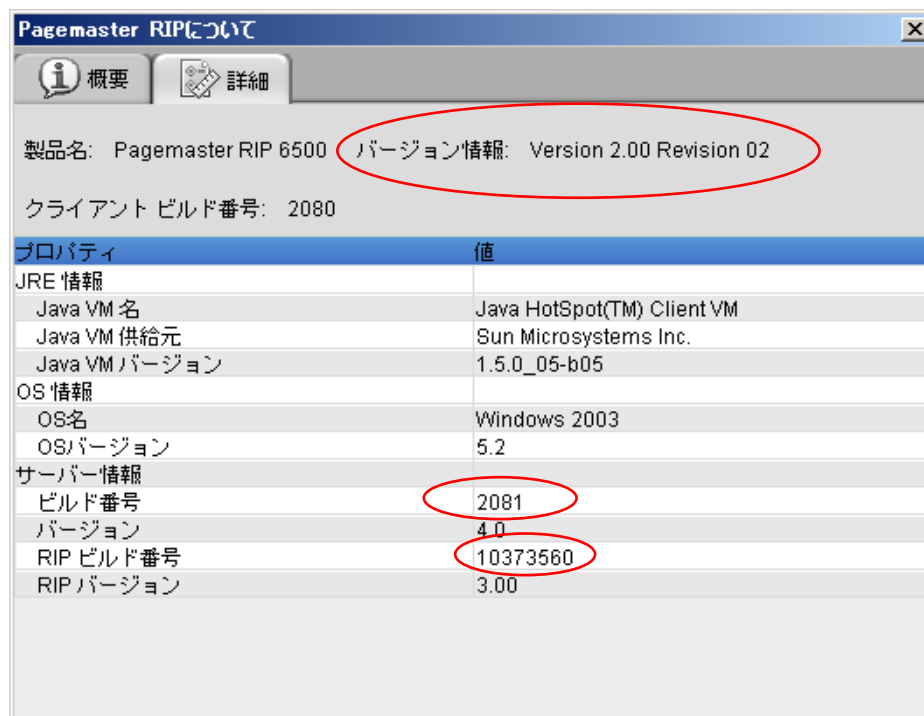 Pagemaster RIPについて
概要 詳細
製品名: Pagemaster RIP 6500 バージョン情報: Version 2.00 Revision 02
クライアント ビルド番号: 2080
プロパティ 値
JRE 情報
Java VM 名 Java HotSpot(TM) Client VM
Java VM 供給元 Sun Microsystems Inc.
Java VM バージョン 1.5.0_05-b05
OS 情報
OS名 Windows 2003
OSバージョン 5.2
サーバー情報
ビルド番号 2081
バージョン 4.0
RIP ビルド番号 10373560
RIP バージョン 3.00